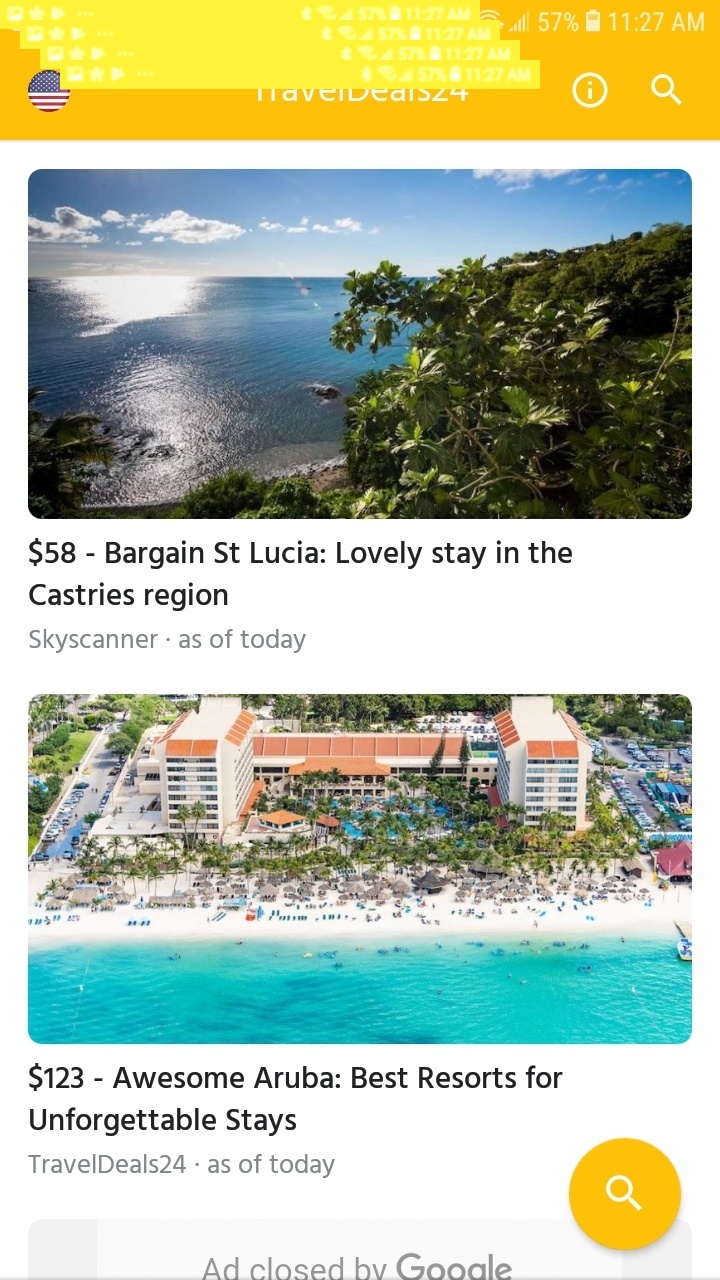 57% 11:27 AM
57% 11:27 AM
57% 11:27 AM
57% 11:27 AM
57% 11:27 AM
TravelDeals24
$58 - Bargain St Lucia: Lovely stay in the
Castries region
Skyscanner · as of today
$123 - Awesome Aruba: Best Resorts for
Unforgettable Stays
TravelDeals24 · as of today
Ad closed by Google